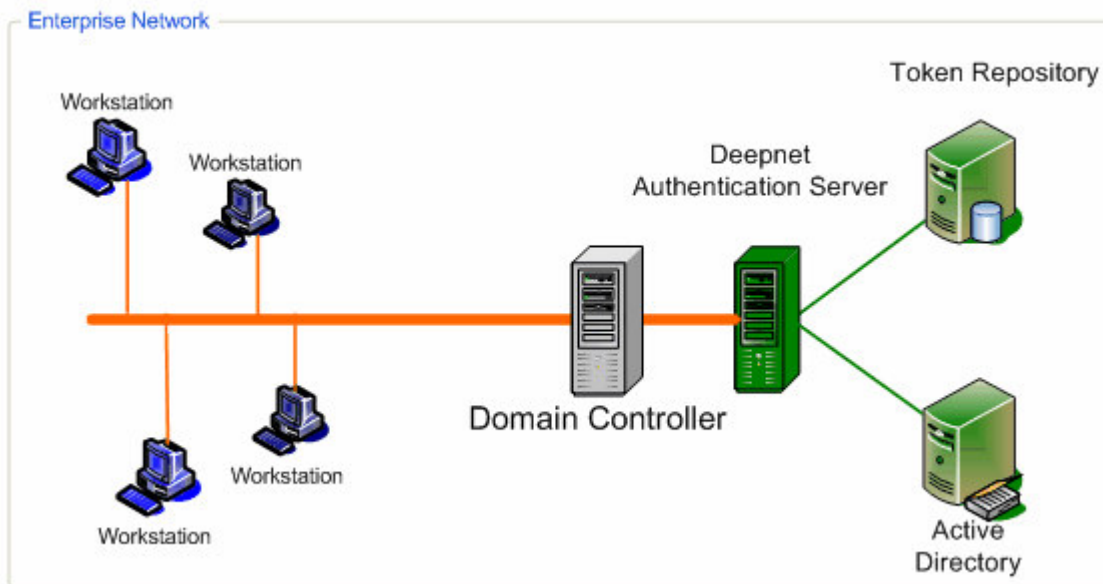 Enterprise Network
Token Repository
Workstation
Workstation
Deepnet
Authentication Server
Domain Controller
Workstation
Workstation
Active
Directory